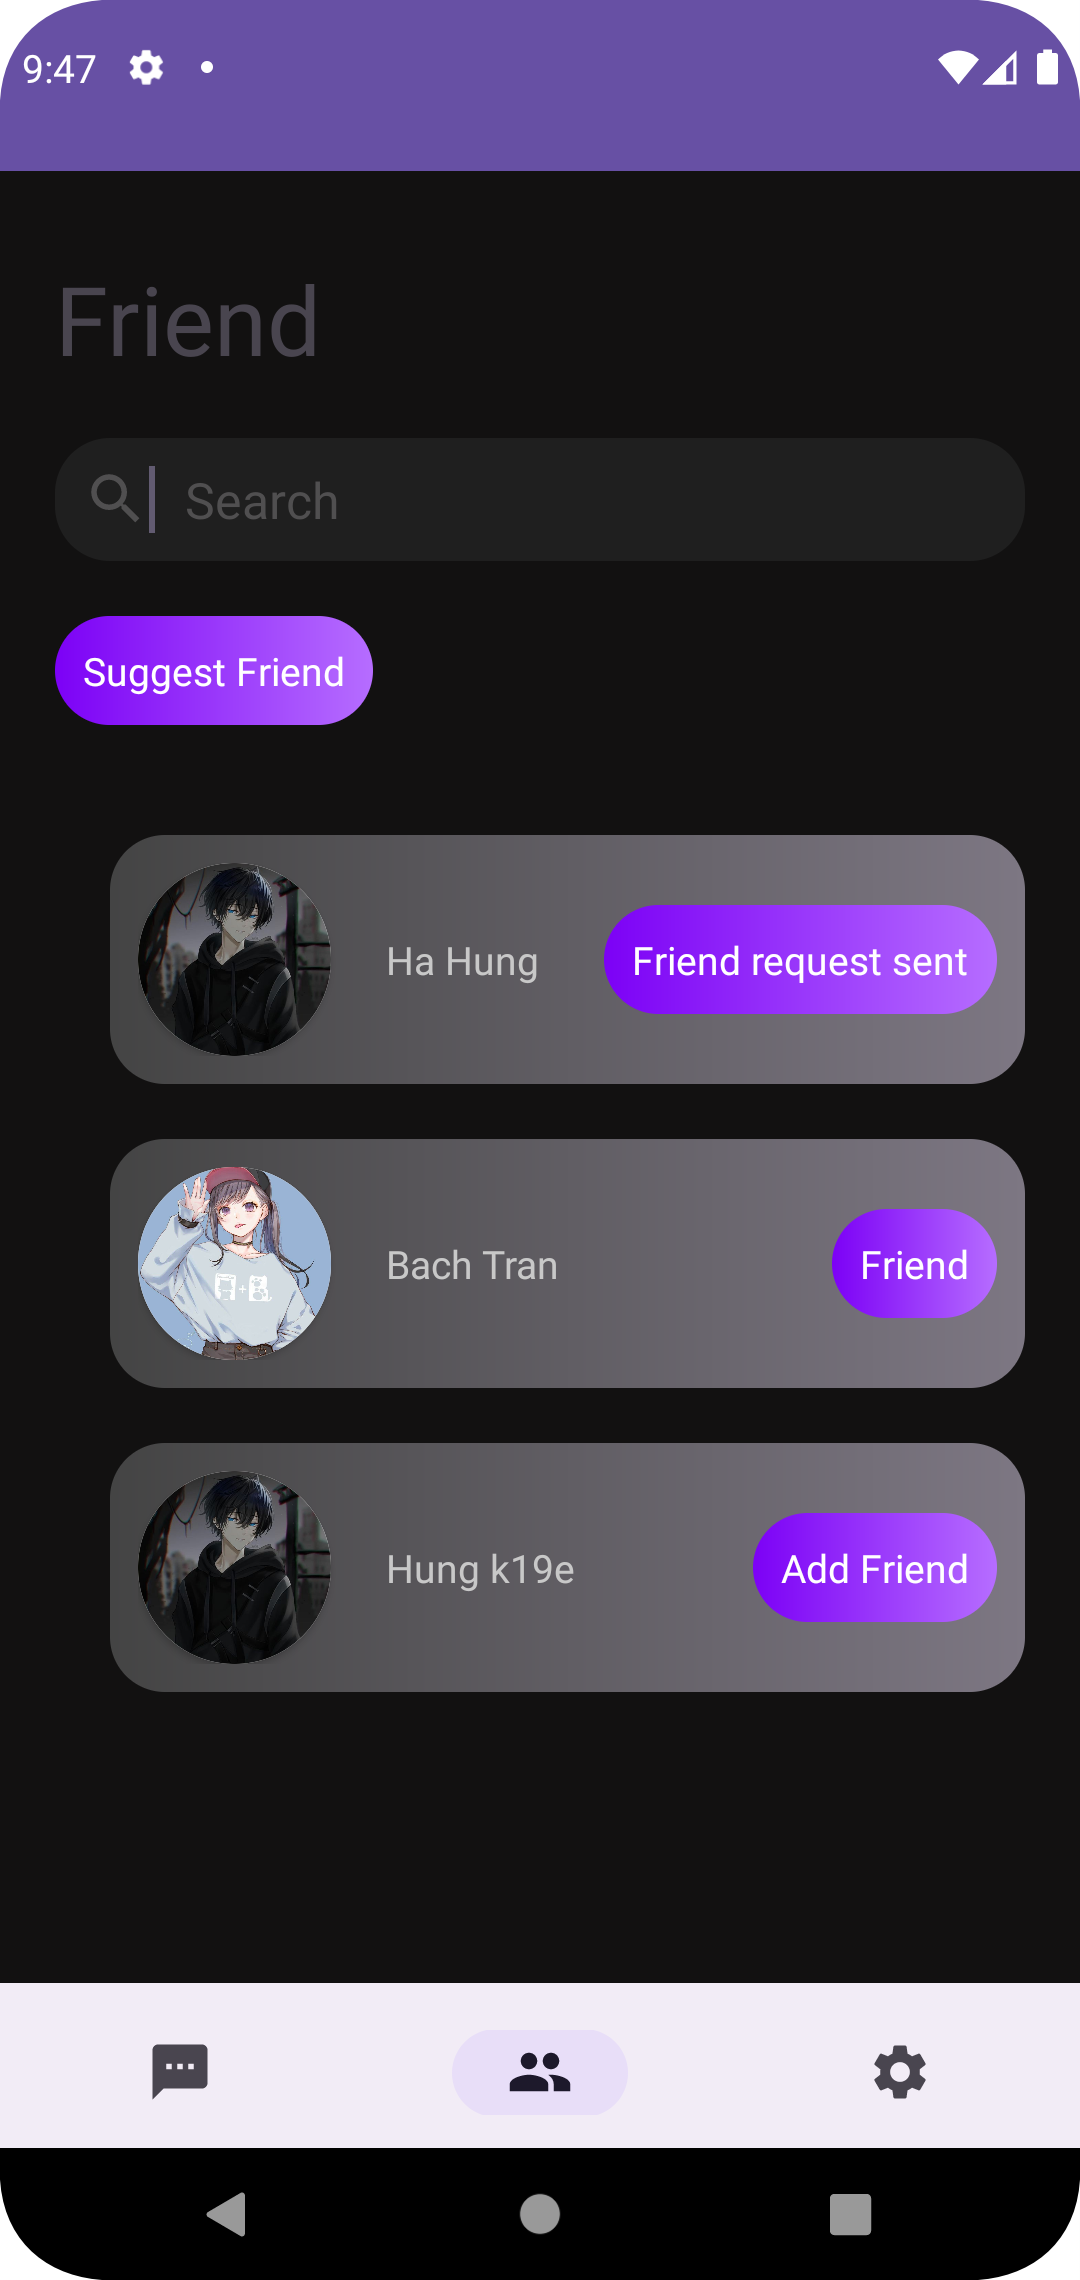 9:47
Friend
Search
Suggest Friend
Ha Hung
Friend request sent
Bach Tran
Friend
Hung k19e
Add Friend